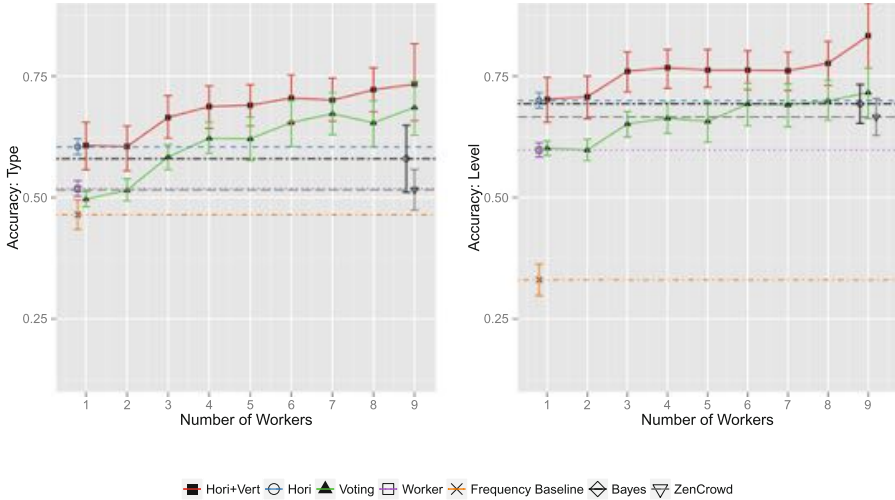 0.75
0.50
0.25
Accuracy: Type
1 2 3 4 5 6 7 8 9
Number of Workers
0.75
0.50
0.25
Accuracy: Level
1 2 3 4 5 6 7 8 9
Number of Workers
Hori+Vert Hori Voting Worker Frequency Baseline Bayes ZenCrowd